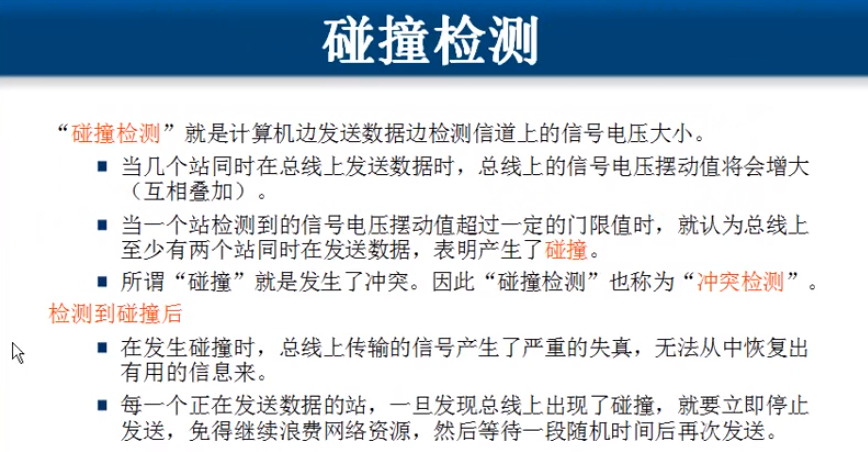 碰撞检测
“碰撞检测”就是计算机边发送数据边检测信道上的信号电压大小。
当几个站同时在总线上发送数据时，总线上的信号电压摆动值将会增大
（互相叠加）。
当一个站检测到的信号电压摆动值超过一定的门限值时，就认为总线上
至少有两个站同时在发送数据，表明产生了碰撞。
所谓“碰撞”就是发生了冲突。因此“碰撞检测”也称为“冲突检测”。
检测到碰撞后
在发生碰撞时，总线上传输的信号产生了严重的失真，无法从中恢复出
有用的信息来。
每一个正在发送数据的站，一旦发现总线上出现了碰撞，就要立即停止
发送，免得继续浪费网络资源，然后等待一段随机时间后再次发送。